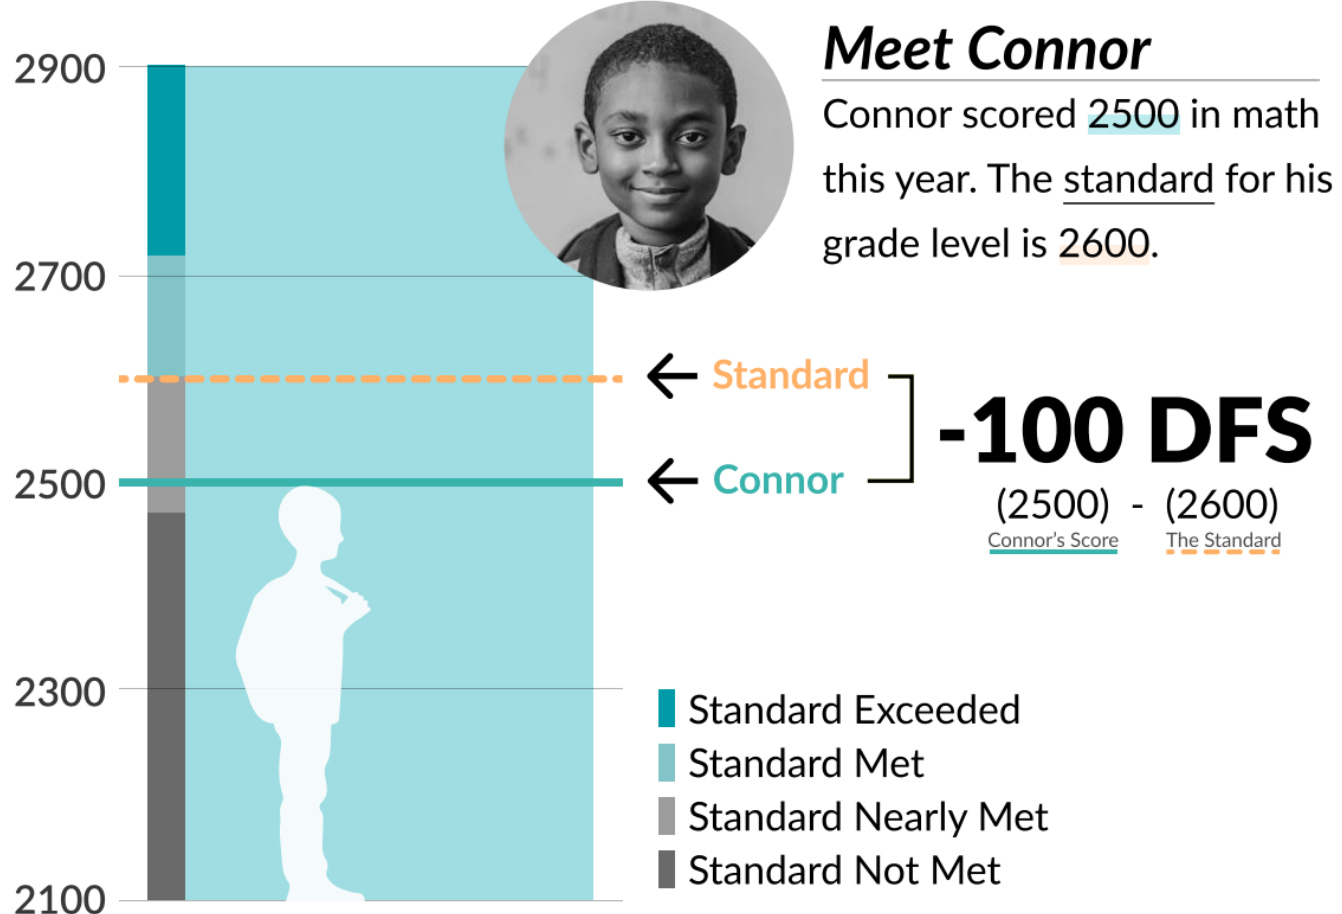 Meet Connor
Connor scored 2500 in math
this year. The standard for his
grade level is 2600.
2900
2700
2500
2300
2100
Standard
Connor
-100 DFS
(2500) - (2600)
Connor's Score The Standard
Standard Exceeded
Standard Met
Standard Nearly Met
Standard Not Met